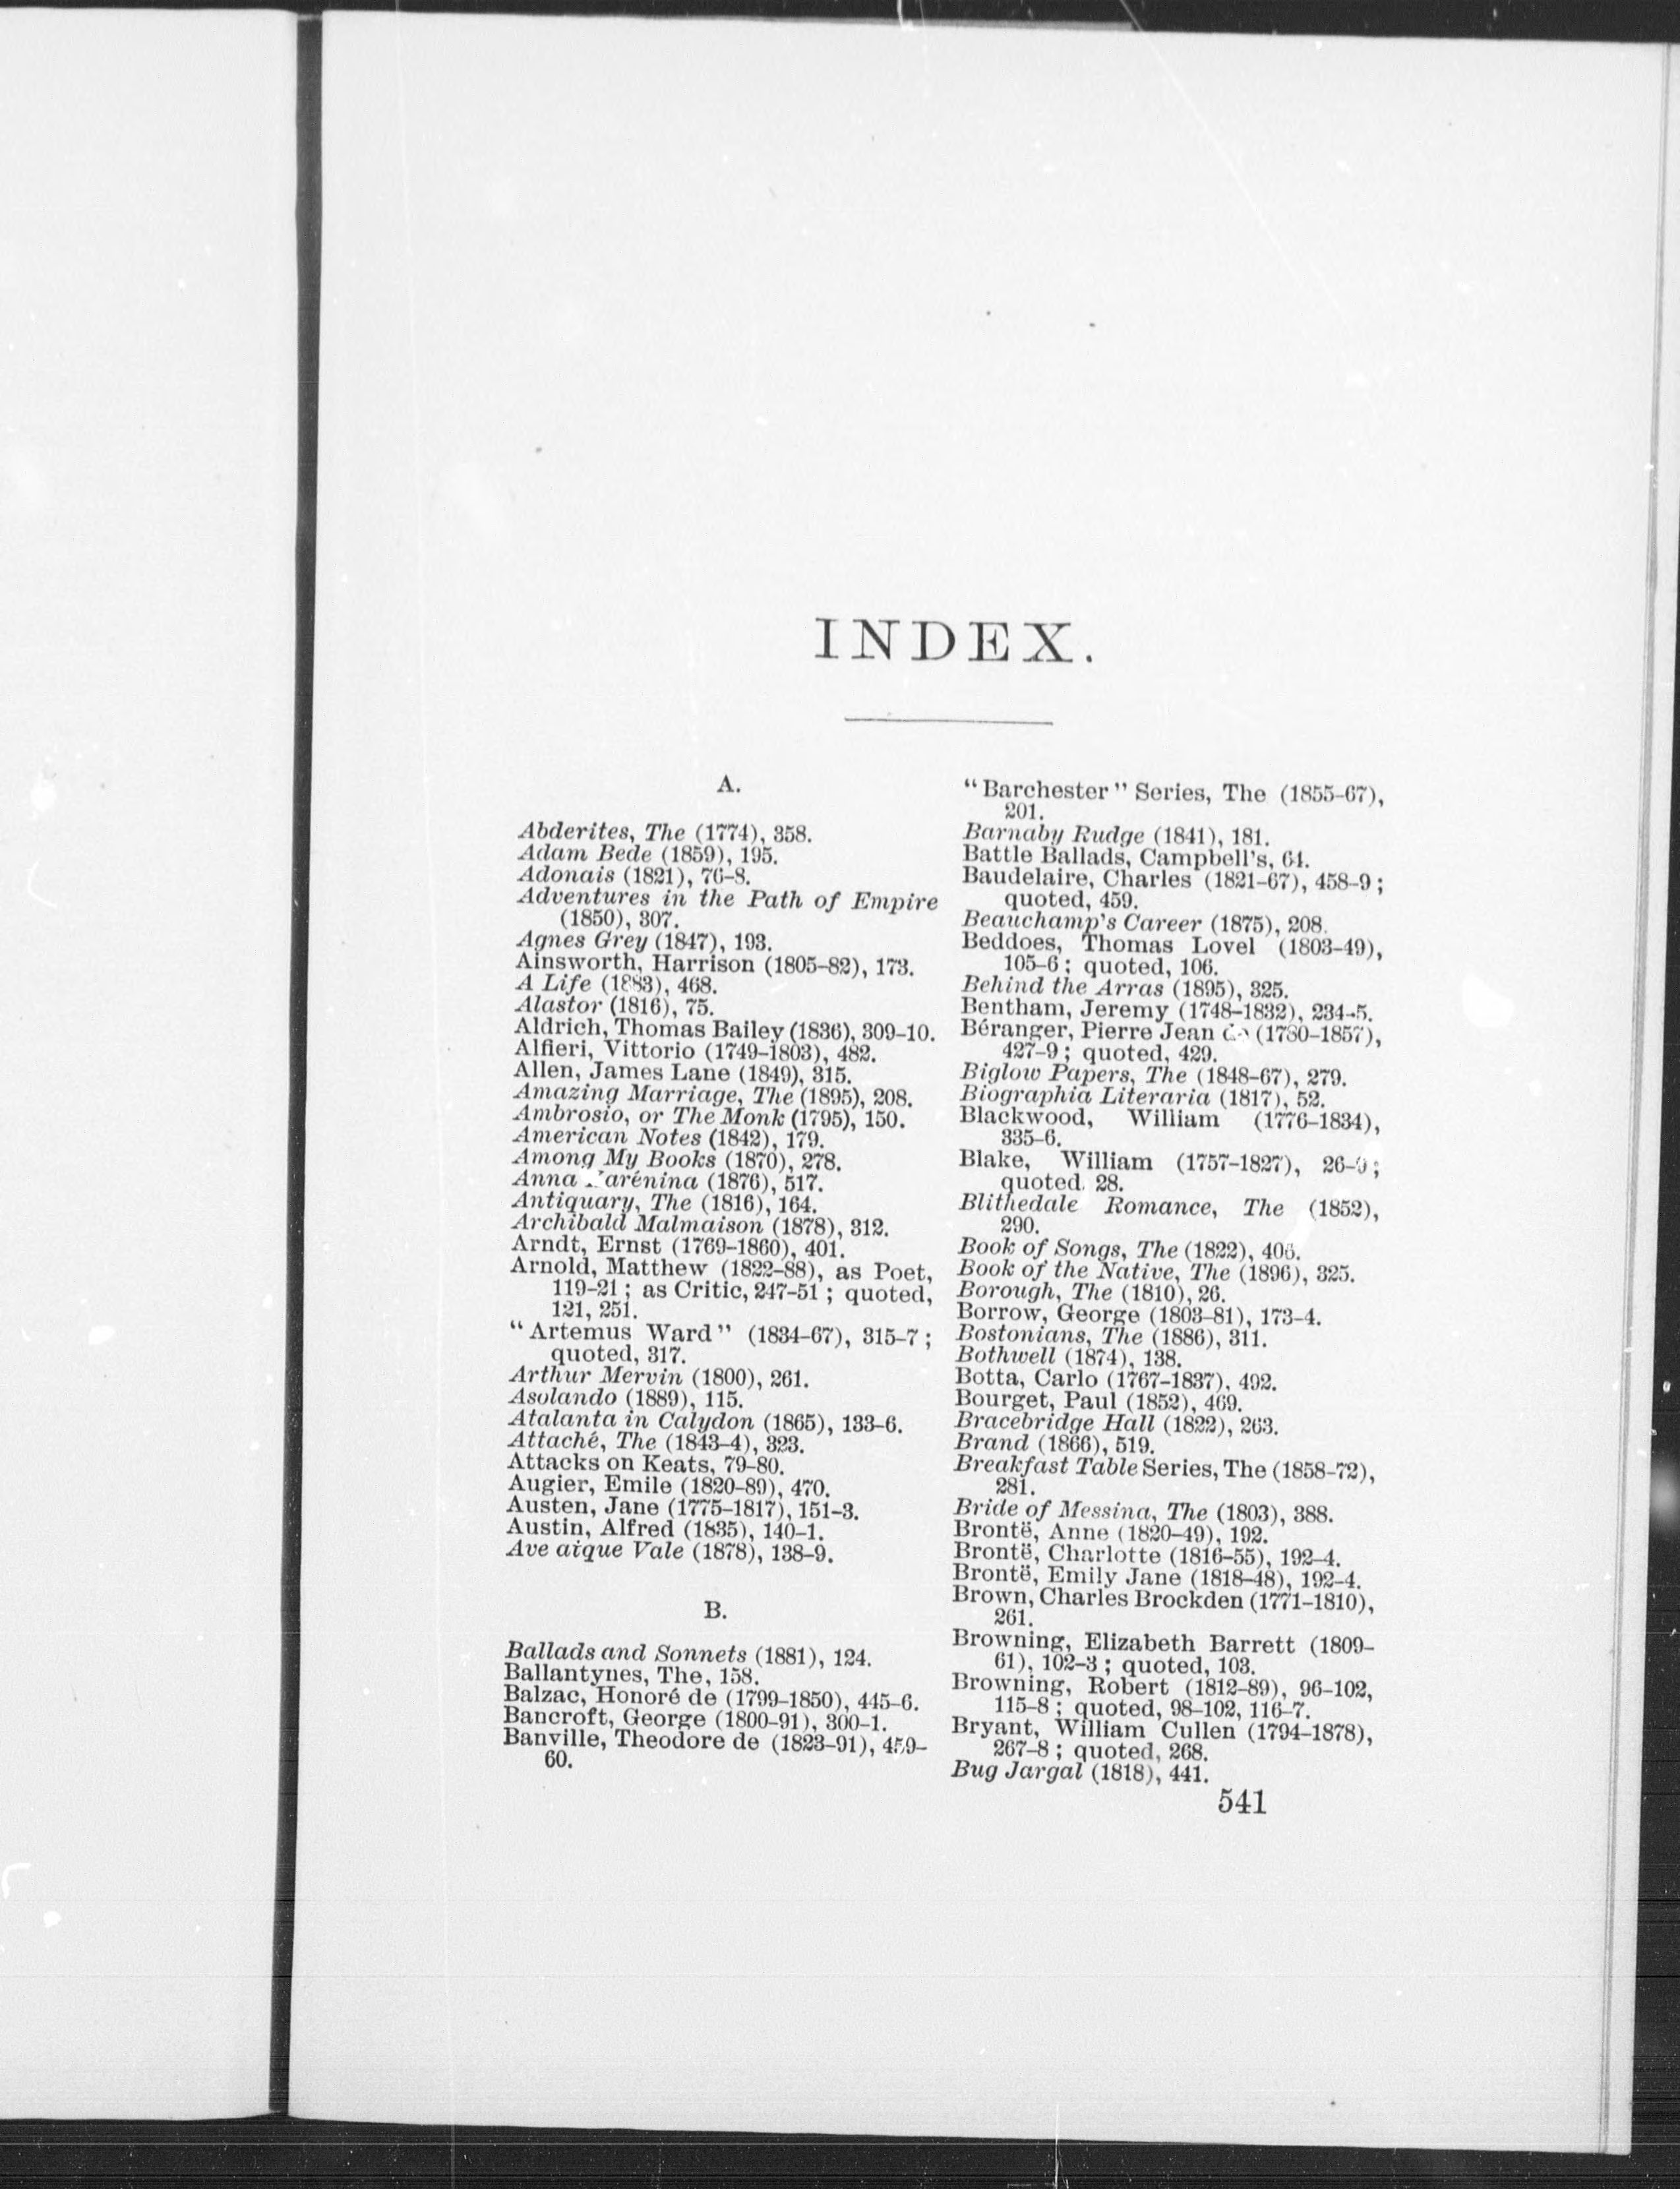 INDEX.
A.
Abderites, The (1774), 358.
Adam Bede (1859), 195.
Adonais (1821), 76-8.
Adventures in the Path of Empire
(1850), 307.
Agnes Grey (1847), 193.
Ainsworth, Harrison (1805-82), 173.
A Life (1883), 468.
Alastor (1816), 75.
Aldrich, Thomas Bailey (1836), 309-10.
Alfieri, Vittorio (1749-1803), 482.
Allen, James Lane (1849), 315.
Amazing Marriage, The (1895), 208.
Ambrosio, or The Monk (1795), 150.
American Notes (1842), 179.
Among My Books (1870), 278.
Anna arénina (1876), 517.
Antiquary, The (1816), 164.
Archibald Malmaison (1878), 312.
Arndt, Ernst (1769-1860), 401.
Arnold, Matthew (1822-88), as Poet,
119-21 ; as Critic, 247-51 ; quoted,
121, 251.
"Artemus Ward" (1834-67), 315-7 ;
quoted, 317.
Arthur Mervin (1800), 261.
Asolando (1889), 115.
Atalanta in Calydon (1865), 133-6.
Attaché, The (1843-4), 323.
Attacks on Keats, 79-80.
Augier, Emile (1820-89), 470.
Austen, Jane (1775-1817), 151-3.
Austin, Alfred (1835), 140-1.
Ave atque Vale (1878), 138-9.
B.
Ballads and Sonnets (1881), 124.
Ballantynes, The, 158.
Balzac, Honoré de (1799-1850), 445-6.
Bancroft, George (1800-91), 300-1.
Banville, Theodore de (1823-91), 459-
60.
"Barchester" Series, The (1855-67),
201.
Barnaby Rudge (1841), 181.
Battle Ballads, Campbell's, 64.
Baudelaire, Charles (1821-67), 458-9 ;
quoted, 459.
Beauchamp's Career (1875), 208.
Beddoes, Thomas Lovel (1803-49),
105-6 ; quoted, 106.
Behind the Arras (1895), 325.
Bentham, Jeremy (1748-1832), 234-5.
Béranger, Pierre Jean de (1780-1857),
427-9 ; quoted, 429.
Biglow Papers, The (1848-67), 279.
Biographia Literaria (1817), 52.
Blackwood, William (1776-1834),
335-6.
Blake, William (1757-1827), 26-9 ;
quoted, 28.
Blithedale Romance, The (1852),
290.
Book of Songs, The (1822), 406.
Book of the Native, The (1896), 325.
Borough, The (1810), 26.
Borrow, George (1803-81), 173-4.
Bostonians, The (1886), 311.
Bothwell (1874), 138.
Botta, Carlo (1767-1837), 492.
Bourget, Paul (1852), 469.
Bracebridge Hall (1822), 263.
Brand (1866), 519.
Breakfast Table Series, The (1858-72),
281.
Bride of Messina, The (1803), 388.
Brontë, Anne (1820-49), 192.
Brontë, Charlotte (1816-55), 192-4.
Brontë, Emily Jane (1818-48), 192-4.
Brown, Charles Brockden (1771-1810),
261.
Browning, Elizabeth Barrett (1809-
61), 102-3 ; quoted, 103.
Browning, Robert (1812-89), 96-102,
115-8 ; quoted, 98-102, 116-7.
Bryant, William Cullen (1794-1878),
267-8 ; quoted, 268.
Bug Jargal (1818), 441.
541